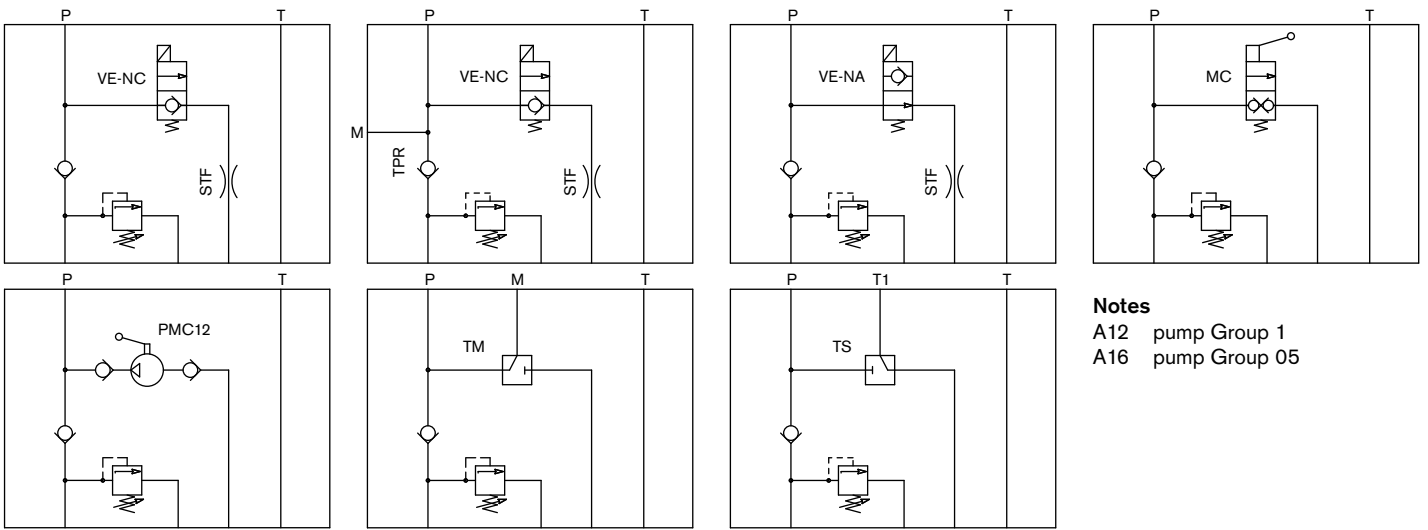 P T P T P T P T
VE-NC VE-NC VE-NA MC
M
TPR
STF STF STF
P T P M T P T1 T
PMC12
TM TS
Notes
A12 pump Group 1
A16 pump Group 05